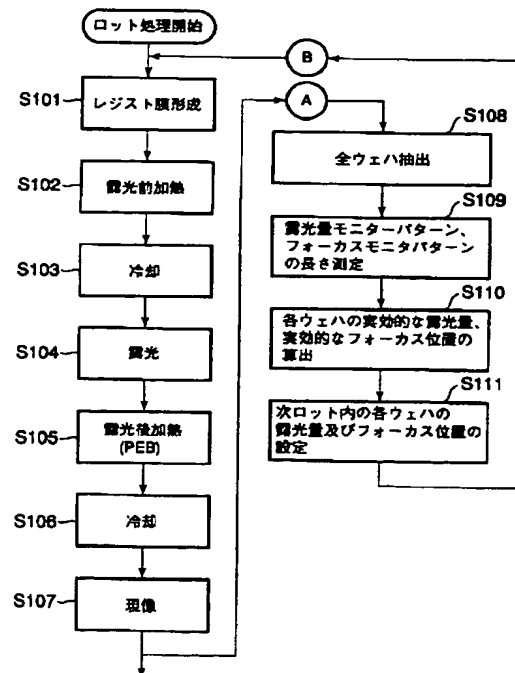 ロット処理開始
S101
レジスト膜形成
S102
露光前加熱
S103
冷却
S104
露光
S105
露光後加熱
(PEB)
S106
冷却
S107
現像
B
A
S108
全ウェハ抽出
S109
露光量モニターパターン、
フォーカスモニタパターン
の長さ測定
S110
各ウェハの実効的な露光量、
実効的なフォーカス位置の
算出
S111
次ロット内の各ウェハの
露光量及びフォーカス位置の
設定